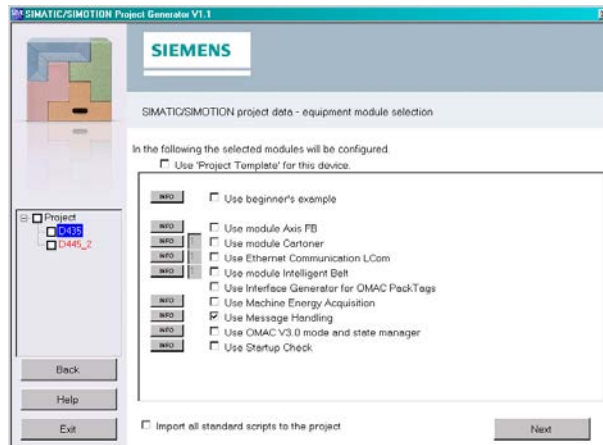 SIMATIC/SIMOTION Project Generator V1.1
SIEMENS
SIMATIC/SIMOTION project data - equipment module selection
In the following the selected modules will be configured.
Use 'Project Template' for this device.
INFO Use beginner's example
INFO Use module Axis FB
INFO Use module Cartoner
INFO Use Ethernet Communication LCom
INFO Use module Intelligent Belt
Use Interface Generator for OMAC PackTags
INFO Use Machine Energy Acquisition
INFO Use Message Handling
INFO Use OMAC V3.0 mode and state manager
INFO Use Startup Check
Project
D435
D445_2
Back
Help
Exit
Import all standard scripts to the project
Next